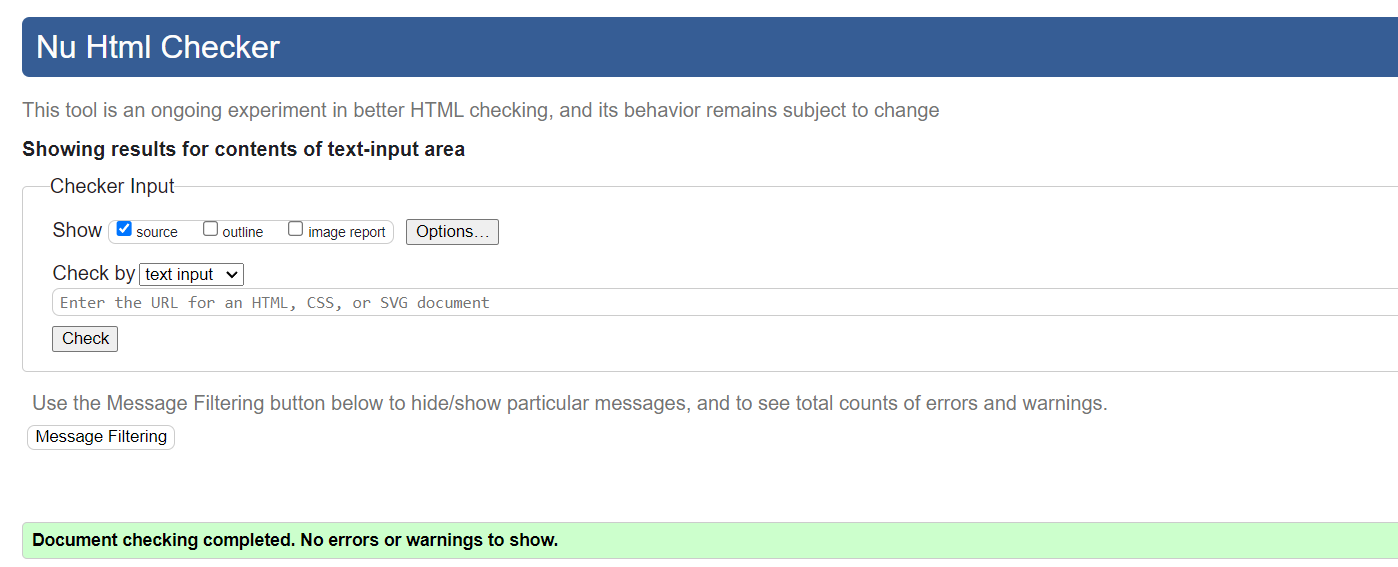 Nu Html Checker
This tool is an ongoing experiment in better HTML checking, and its behavior remains subject to change
Showing results for contents of text-input area
Checker Input
Show source outline image report Options…
Check by text input
Enter the URL for an HTML, CSS, or SVG document
Check
Use the Message Filtering button below to hide/show particular messages, and to see total counts of errors and warnings.
Message Filtering
Document checking completed. No errors or warnings to show.